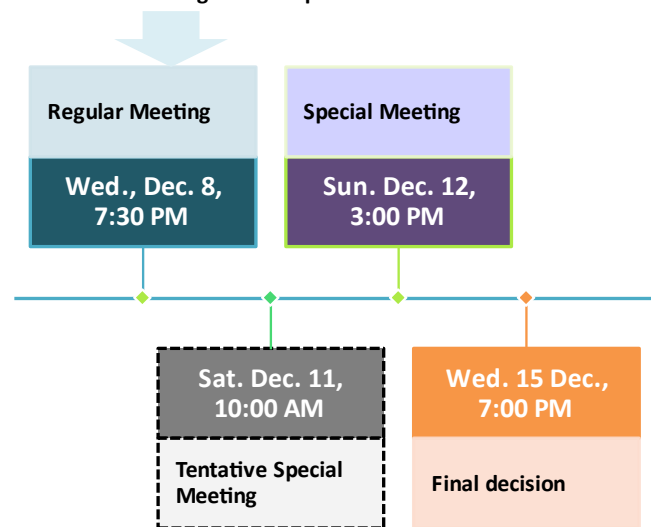 Regular Meeting
Wed., Dec. 8,
7:30 PM
Special Meeting
Sun. Dec. 12,
3:00 PM
Sat. Dec. 11,
10:00 AM
Tentative Special
Meeting
Wed. 15 Dec.,
7:00 PM
Final decision